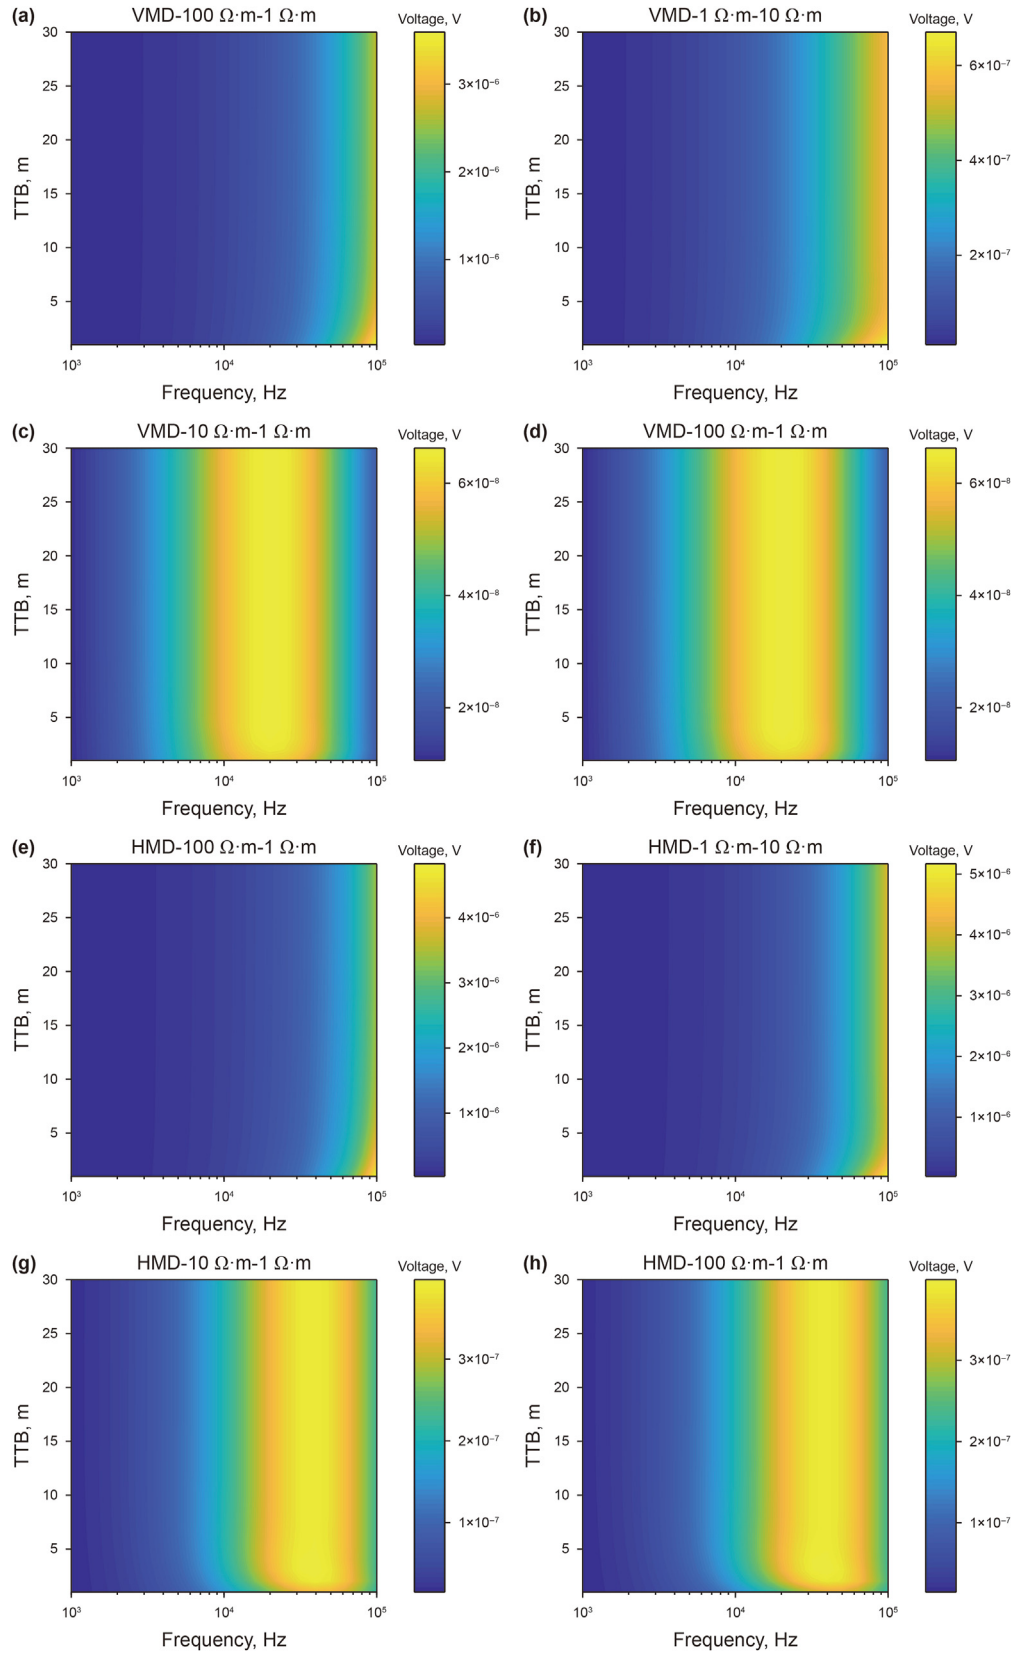 (a) VMD-100 Ω·m-1 Ω·m Voltage, V
30
25
20
15
10
5
TTB, m
3×10⁻⁶
2×10⁻⁶
1×10⁻⁶
10³ 10⁴ 10⁵
Frequency, Hz
(b) VMD-1 Ω·m-10 Ω·m Voltage, V
30
25
20
15
10
5
TTB, m
6×10⁻⁷
4×10⁻⁷
2×10⁻⁷
10³ 10⁴ 10⁵
Frequency, Hz
(c) VMD-10 Ω·m-1 Ω·m Voltage, V
30
25
20
15
10
5
TTB, m
6×10⁻⁸
4×10⁻⁸
2×10⁻⁸
10³ 10⁴ 10⁵
Frequency, Hz
(d) VMD-100 Ω·m-1 Ω·m Voltage, V
30
25
20
15
10
5
TTB, m
6×10⁻⁸
4×10⁻⁸
2×10⁻⁸
10³ 10⁴ 10⁵
Frequency, Hz
(e) HMD-100 Ω·m-1 Ω·m Voltage, V
30
25
20
15
10
5
TTB, m
4×10⁻⁶
3×10⁻⁶
2×10⁻⁶
1×10⁻⁶
10³ 10⁴ 10⁵
Frequency, Hz
(f) HMD-1 Ω·m-10 Ω·m Voltage, V
30
25
20
15
10
5
TTB, m
5×10⁻⁶
4×10⁻⁶
3×10⁻⁶
2×10⁻⁶
1×10⁻⁶
10³ 10⁴ 10⁵
Frequency, Hz
(g) HMD-10 Ω·m-1 Ω·m Voltage, V
30
25
20
15
10
5
TTB, m
3×10⁻⁷
2×10⁻⁷
1×10⁻⁷
10³ 10⁴ 10⁵
Frequency, Hz
(h) HMD-100 Ω·m-1 Ω·m Voltage, V
30
25
20
15
10
5
TTB, m
3×10⁻⁷
2×10⁻⁷
1×10⁻⁷
10³ 10⁴ 10⁵
Frequency, Hz